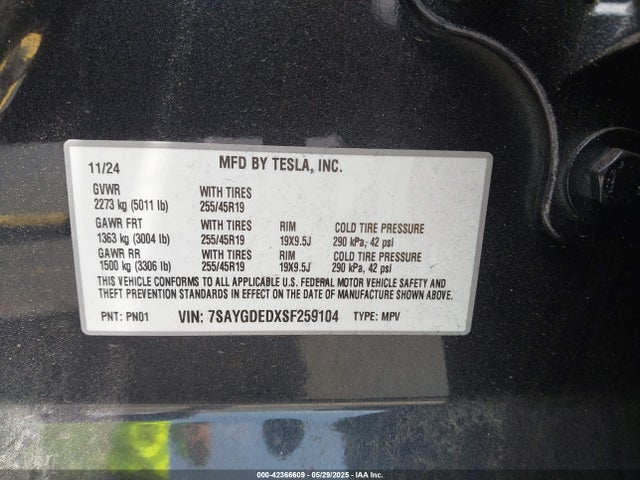 11/24 MFD BY TESLA, INC.
GVWR WITH TIRES
2273 kg (5011 lb) 255/45R19
GAWR FRT WITH TIRES RIM COLD TIRE PRESSURE
1363 kg (3004 lb) 255/45R19 19X9.5J 290 kPa, 42 psi
GAWR RR WITH TIRES RIM COLD TIRE PRESSURE
1500 kg (3306 lb) 255/45R19 19X9.5J 290 kPa, 42 psi
THIS VEHICLE CONFORMS TO ALL APPLICABLE U.S. FEDERAL MOTOR VEHICLE SAFETY AND
THEFT PREVENTION STANDARDS IN EFFECT ON THE DATE OF MANUFACTURE SHOWN ABOVE.
PNT: PN01 VIN: 7SAYGDEDXSF259104 TYPE: MPV
000-42366609 - 05/29/2025 - IAA Inc.